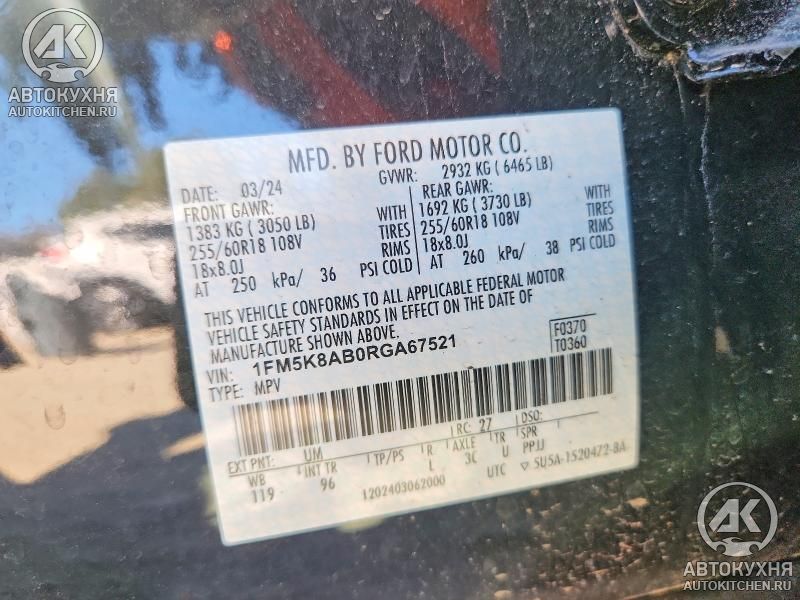 АК
АВТОКУХНЯ
AUTOKITCHEN.RU
MFD. BY FORD MOTOR CO.
DATE: 03/24 GVWR: 2932 KG ( 6465 LB)
FRONT GAWR: REAR GAWR:
1383 KG ( 3050 LB) WITH 1692 KG ( 3730 LB) WITH
255/60R18 108V TIRES 255/60R18 108V TIRES
18x8.0J RIMS 18x8.0J RIMS
AT 250 kPa/ 36 PSI COLD AT 260 kPa/ 38 PSI COLD
THIS VEHICLE CONFORMS TO ALL APPLICABLE FEDERAL MOTOR
VEHICLE SAFETY STANDARDS IN EFFECT ON THE DATE OF
MANUFACTURE SHOWN ABOVE.
F0370
T0360
VIN: 1FM5K8AB0RGA67521
TYPE: MPV
EXT PNT: UM RC: 27 DSO:
WB INT TR TP/PS R AXLE TR SPR
119 96 L 3C U PPJJ
1202403062000 UTC ▽ 5U5A-1520472-8A
АК
АВТОКУХНЯ
AUTOKITCHEN.RU